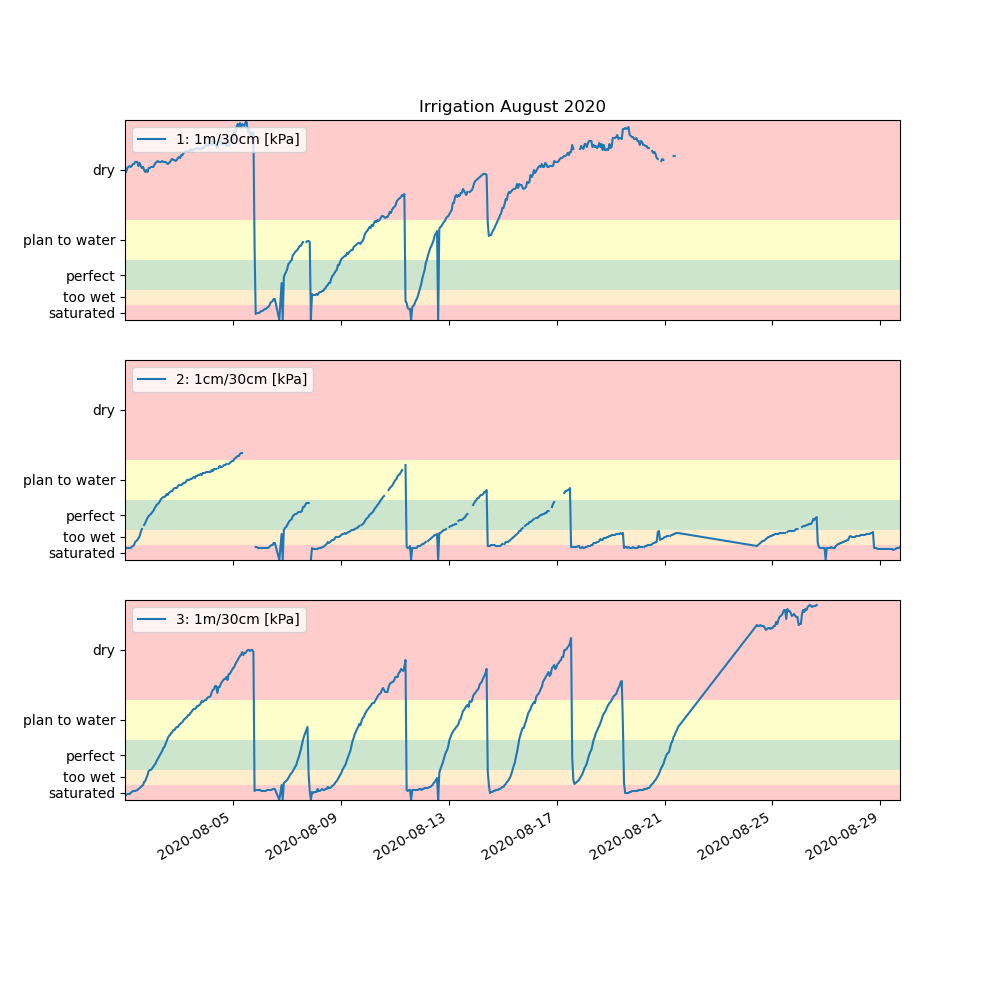 Irrigation August 2020
1: 1m/30cm [kPa]
dry
plan to water
perfect
too wet
saturated
2: 1cm/30cm [kPa]
dry
plan to water
perfect
too wet
saturated
3: 1m/30cm [kPa]
dry
plan to water
perfect
too wet
saturated
2020-08-05 2020-08-09 2020-08-13 2020-08-17 2020-08-21 2020-08-25 2020-08-29